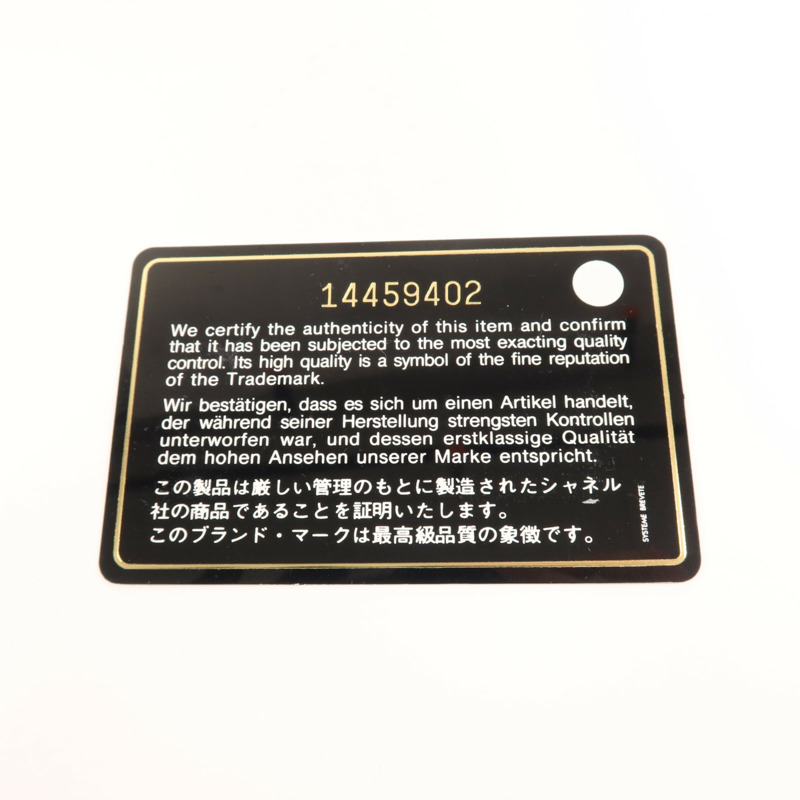 14459402
We certify the authenticity of this item and confirm
that it has been subjected to the most exacting quality
control. Its high quality is a symbol of the fine reputation
of the Trademark.
Wir bestätigen, dass es sich um einen Artikel handelt,
der während seiner Herstellung strengsten Kontrollen
unterworfen war, und dessen erstklassige Qualität
dem hohen Ansehen unserer Marke entspricht.
この製品は厳しい管理のもとに製造されたシャネル
社の商品であることを証明いたします。
このブランド・マークは最高級品質の象徴です。
SYSTEME BREVETE